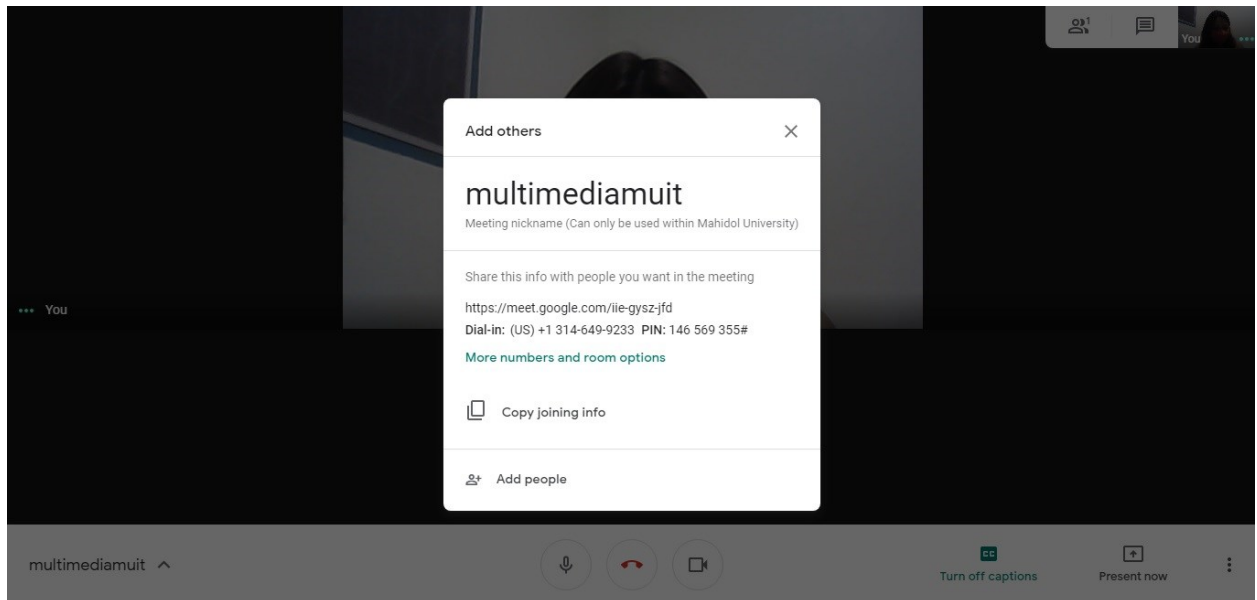 1
You
Add others
multimediamuit
Meeting nickname (Can only be used within Mahidol University)
Share this info with people you want in the meeting
https://meet.google.com/iie-gysz-jfd
Dial-in: (US) +1 314-649-9233 PIN: 146 569 355#
More numbers and room options
You
Copy joining info
Add people
multimediamuit
CC
Turn off captions
Present now